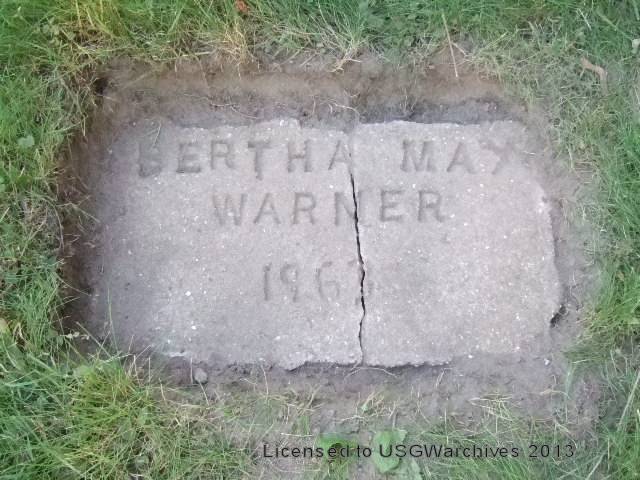 BERTHA MAY
WARNER
Licensed to USGWarchives 2013